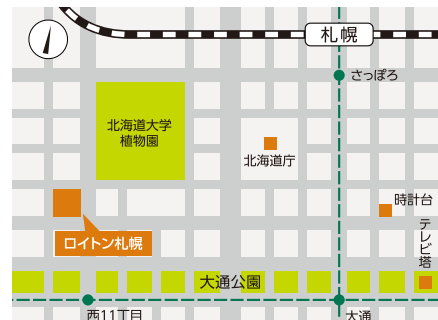 札幌
さっぽろ
北海道大学
植物園
北海道庁
時計台
ロイトン札幌
テレビ塔
大通公園
西11丁目
大通